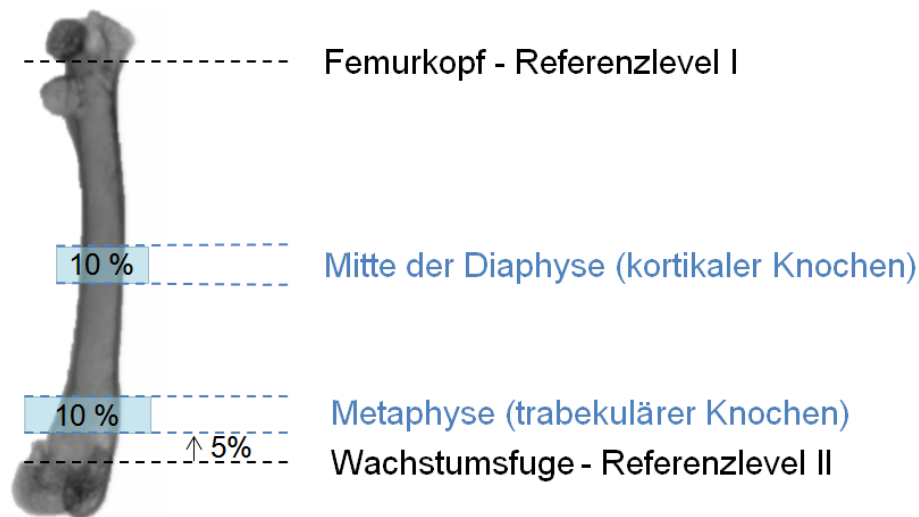 Femurkopf - Referenzlevel I
10 %
Mitte der Diaphyse (kortikaler Knochen)
10 %
Metaphyse (trabekulärer Knochen)
5%
Wachstumsfuge - Referenzlevel II